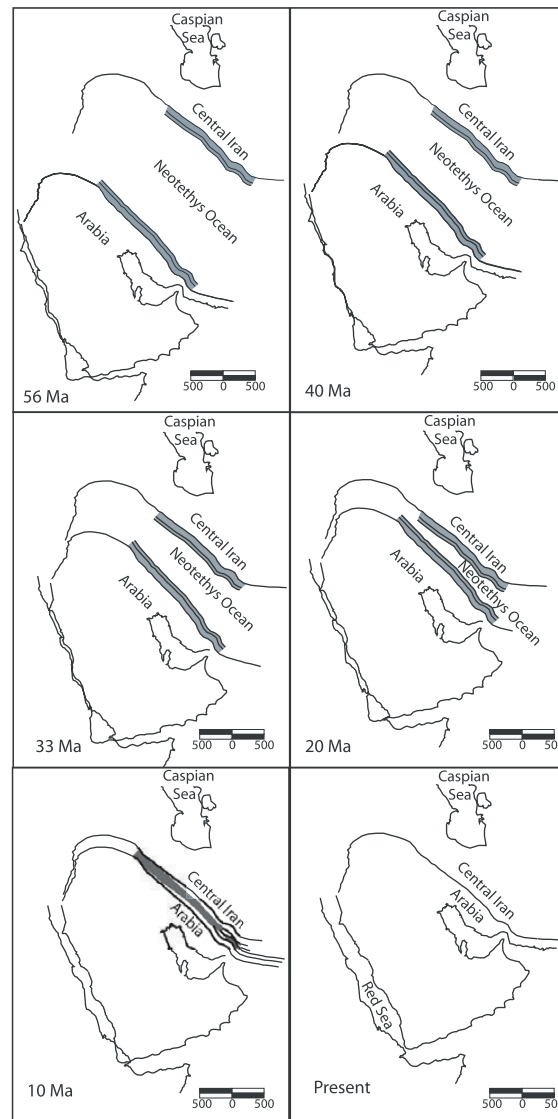 Caspian
Sea
Central Iran
Neotethys Ocean
Arabia
500 0 500
56 Ma
Caspian
Sea
Central Iran
Neotethys Ocean
Arabia
500 0 500
40 Ma
Caspian
Sea
Central Iran
Neotethys Ocean
Arabia
500 0 500
33 Ma
Caspian
Sea
Central Iran
Neotethys Ocean
Arabia
500 0 50
20 Ma
Caspian
Sea
Central Iran
Arabia
500 0 500
10 Ma
Caspian
Sea
Central Iran
Arabia
Red Sea
500 0 50
Present